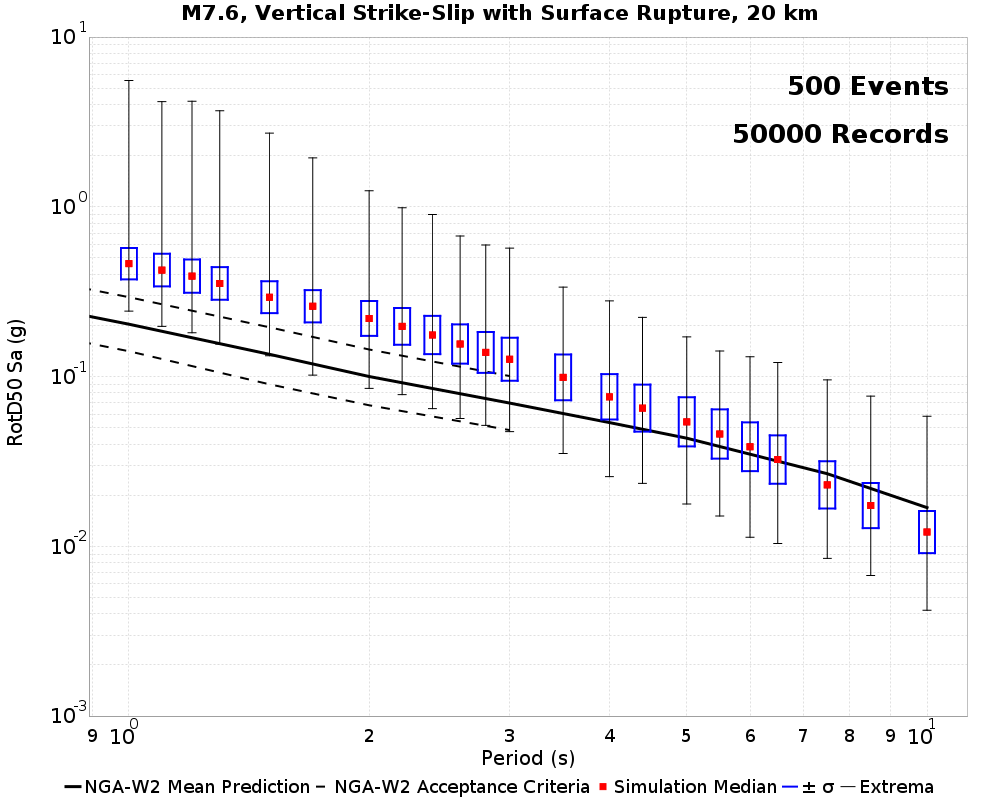 M7.6, Vertical Strike-Slip with Surface Rupture, 20 km
500 Events
50000 Records
RotD50 Sa (g)
10^1
10^0
10^-1
10^-2
10^-3
9 10^0 2 3 4 5 6 7 8 9 10^1
Period (s)
NGA-W2 Mean Prediction NGA-W2 Acceptance Criteria Simulation Median ± σ Extrema